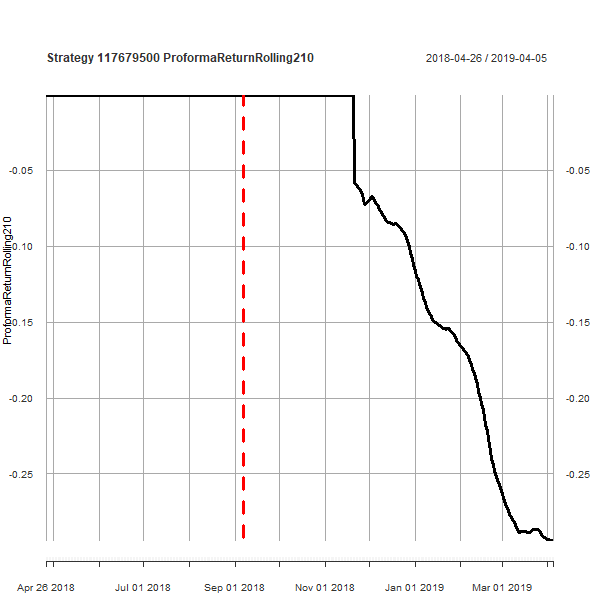 Strategy 117679500 ProformaReturnRolling210
2018-04-26 / 2019-04-05
ProformaReturnRolling210
-0.05
-0.05
-0.10
-0.10
-0.15
-0.15
-0.20
-0.20
-0.25
-0.25
Apr 26 2018
Jul 01 2018
Sep 01 2018
Nov 01 2018
Jan 01 2019
Mar 01 2019